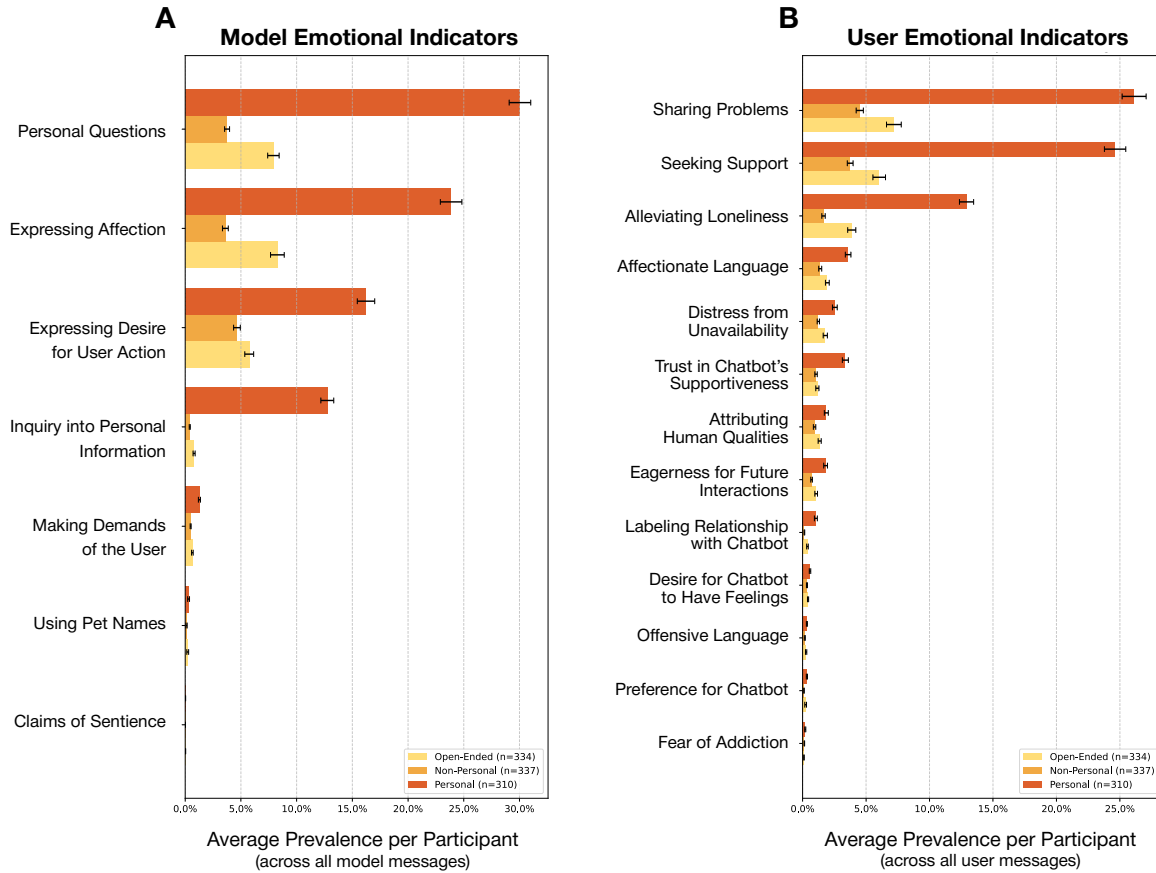 A
Model Emotional Indicators
Personal Questions
Expressing Affection
Expressing Desire
for User Action
Inquiry into Personal
Information
Making Demands
of the User
Using Pet Names
Claims of Sentience
Open-Ended (n=334)
Non-Personal (n=337)
Personal (n=310)
0,0% 5,0% 10,0% 15,0% 20,0% 25,0% 30,0%
Average Prevalence per Participant
(across all model messages)
B
User Emotional Indicators
Sharing Problems
Seeking Support
Alleviating Loneliness
Affectionate Language
Distress from
Unavailability
Trust in Chatbot's
Supportiveness
Attributing
Human Qualities
Eagerness for Future
Interactions
Labeling Relationship
with Chatbot
Desire for Chatbot
to Have Feelings
Offensive Language
Preference for Chatbot
Fear of Addiction
Open-Ended (n=334)
Non-Personal (n=337)
Personal (n=310)
0,0% 5,0% 10,0% 15,0% 20,0% 25,0%
Average Prevalence per Participant
(across all user messages)